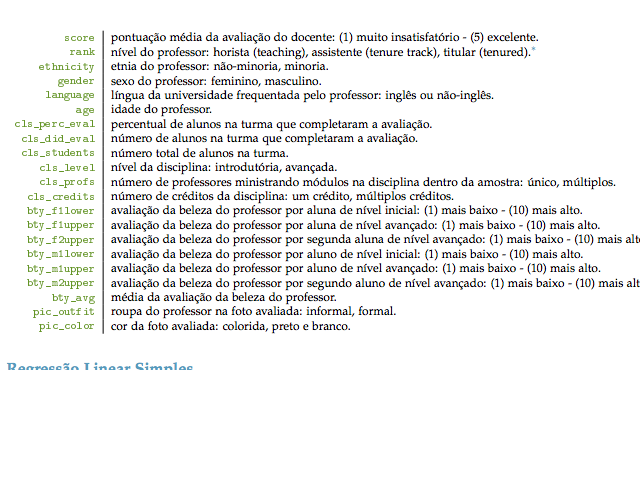 score pontuação média da avaliação do docente: (1) muito insatisfatório - (5) excelente.
rank nível do professor: horista (teaching), assistente (tenure track), titular (tenured).*
ethnicity etnia do professor: não-minoria, minoria.
gender sexo do professor: feminino, masculino.
language língua da universidade frequentada pelo professor: inglês ou não-inglês.
age idade do professor.
cls_perc_eval percentual de alunos na turma que completaram a avaliação.
cls_did_eval número de alunos na turma que completaram a avaliação.
cls_students número total de alunos na turma.
cls_level nível da disciplina: introdutória, avançada.
cls_profs número de professores ministrando módulos na disciplina dentro da amostra: único, múltiplos.
cls_credits número de créditos da disciplina: um crédito, múltiplos créditos.
bty_f1lower avaliação da beleza do professor por aluna de nível inicial: (1) mais baixo - (10) mais alto.
bty_f1upper avaliação da beleza do professor por aluna de nível avançado: (1) mais baixo - (10) mais alto.
bty_f2upper avaliação da beleza do professor por segunda aluna de nível avançado: (1) mais baixo - (10) mais alt
bty_m1lower avaliação da beleza do professor por aluno de nível inicial: (1) mais baixo - (10) mais alto.
bty_m1upper avaliação da beleza do professor por aluno de nível avançado: (1) mais baixo - (10) mais alto.
bty_m2upper avaliação da beleza do professor por segundo aluno de nível avançado: (1) mais baixo - (10) mais alt
bty_avg média da avaliação da beleza do professor.
pic_outfit roupa do professor na foto avaliada: informal, formal.
pic_color cor da foto avaliada: colorida, preto e branco.
Regressão Linear Simples